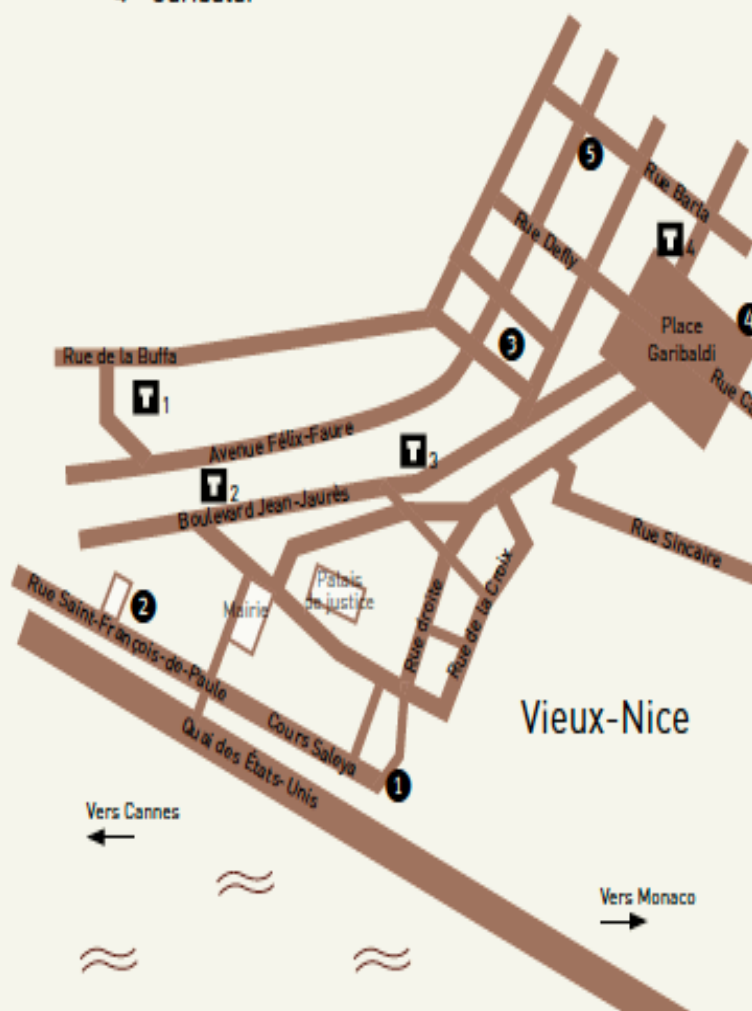 5
Rue Barla
Rue Defly
T 4
4
Place
Garibaldi
3
Rue de la Buffa
T 1
Avenue Félix-Faure
T 3
T 2
Boulevard Jean-Jaurès
Rue Sincaire
Palais
de justice
Mairie
2
Rue Saint-François-de-Paule
Rue droite
Rue de la Croix
Vieux-Nice
Cours Saleya
Quai des États-Unis
1
Vers Cannes
Vers Monaco